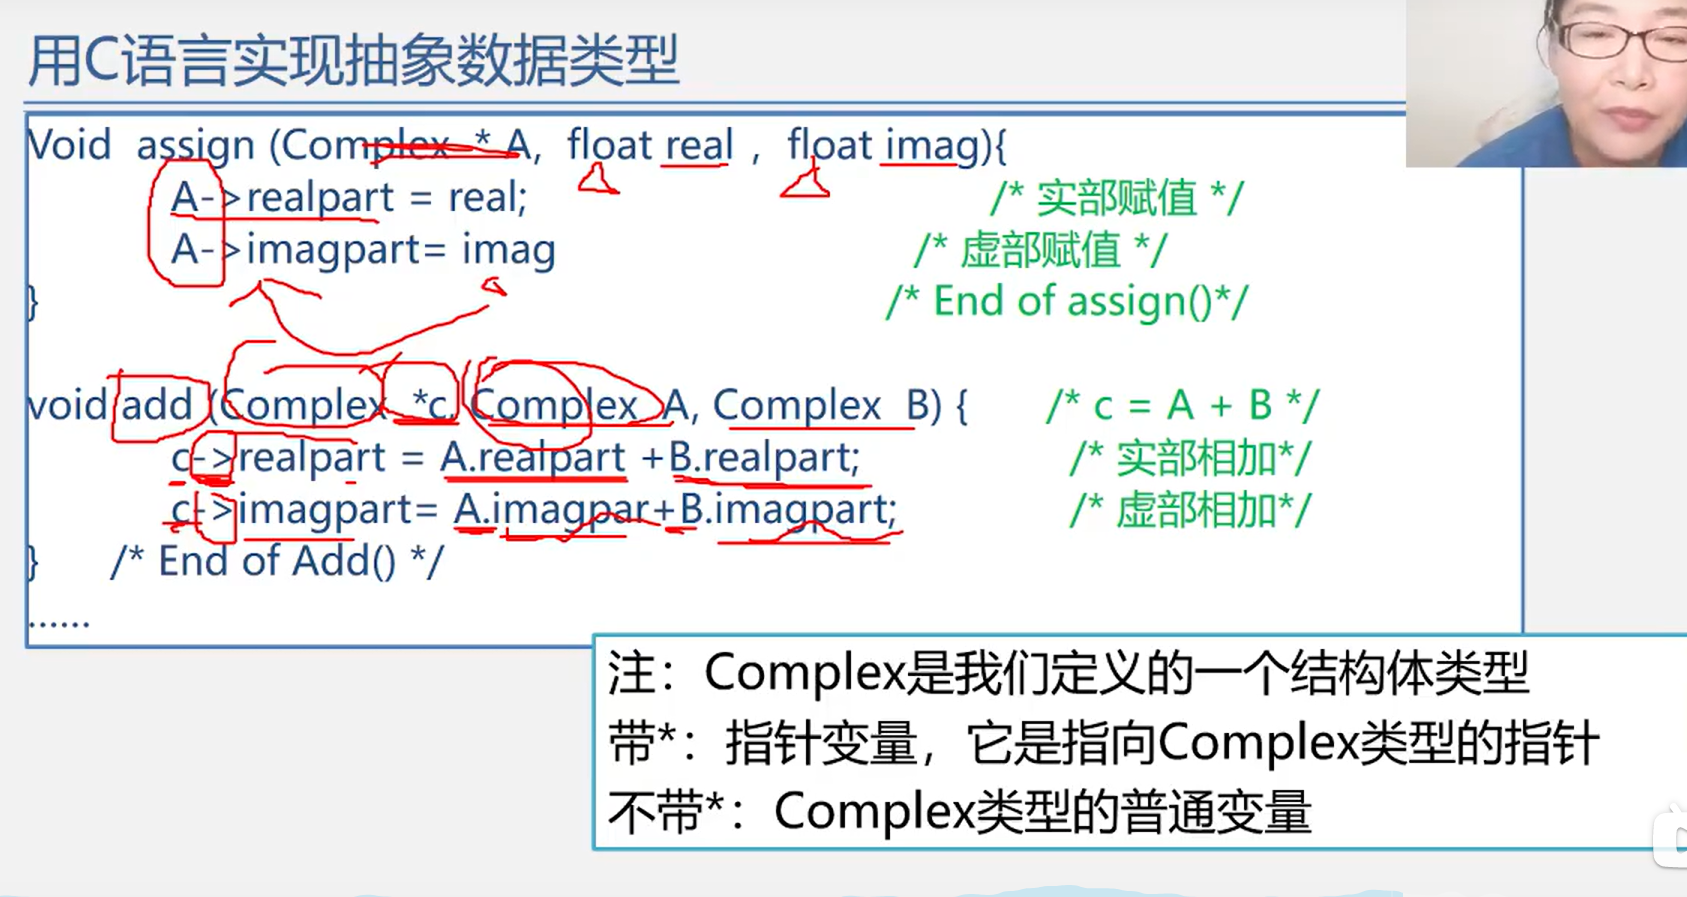 用C语言实现抽象数据类型
Void assign (Complex * A, float real , float imag){
A->realpart = real; /* 实部赋值 */
A->imagpart= imag /* 虚部赋值 */
} /* End of assign()*/
void add (Complex *c, Complex A, Complex B) { /* c = A + B */
c->realpart = A.realpart +B.realpart; /* 实部相加*/
c->imagpart= A.imagpar+B.imagpart; /* 虚部相加*/
} /* End of Add() */
......
注：Complex是我们定义的一个结构体类型
带*：指针变量，它是指向Complex类型的指针
不带*：Complex类型的普通变量